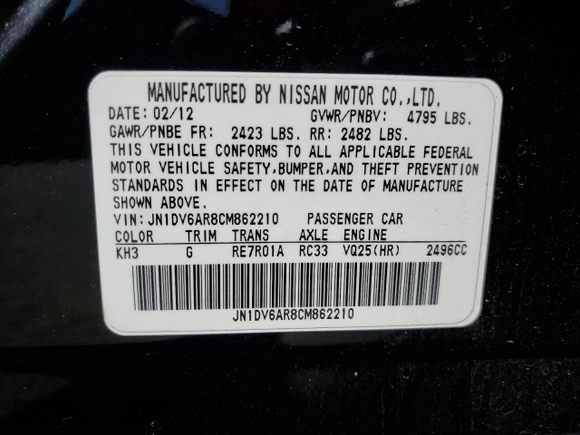 MANUFACTURED BY NISSAN MOTOR CO.,LTD.
DATE: 02/12 GVWR/PNBV: 4795 LBS.
GAWR/PNBE FR: 2423 LBS. RR: 2482 LBS.
THIS VEHICLE CONFORMS TO ALL APPLICABLE FEDERAL
MOTOR VEHICLE SAFETY,BUMPER,AND THEFT PREVENTION
STANDARDS IN EFFECT ON THE DATE OF MANUFACTURE
SHOWN ABOVE.
VIN: JN1DV6AR8CM862210 PASSENGER CAR
COLOR TRIM TRANS AXLE ENGINE
KH3 G RE7R01A RC33 VQ25(HR) 2496CC
JN1DV6AR8CM862210